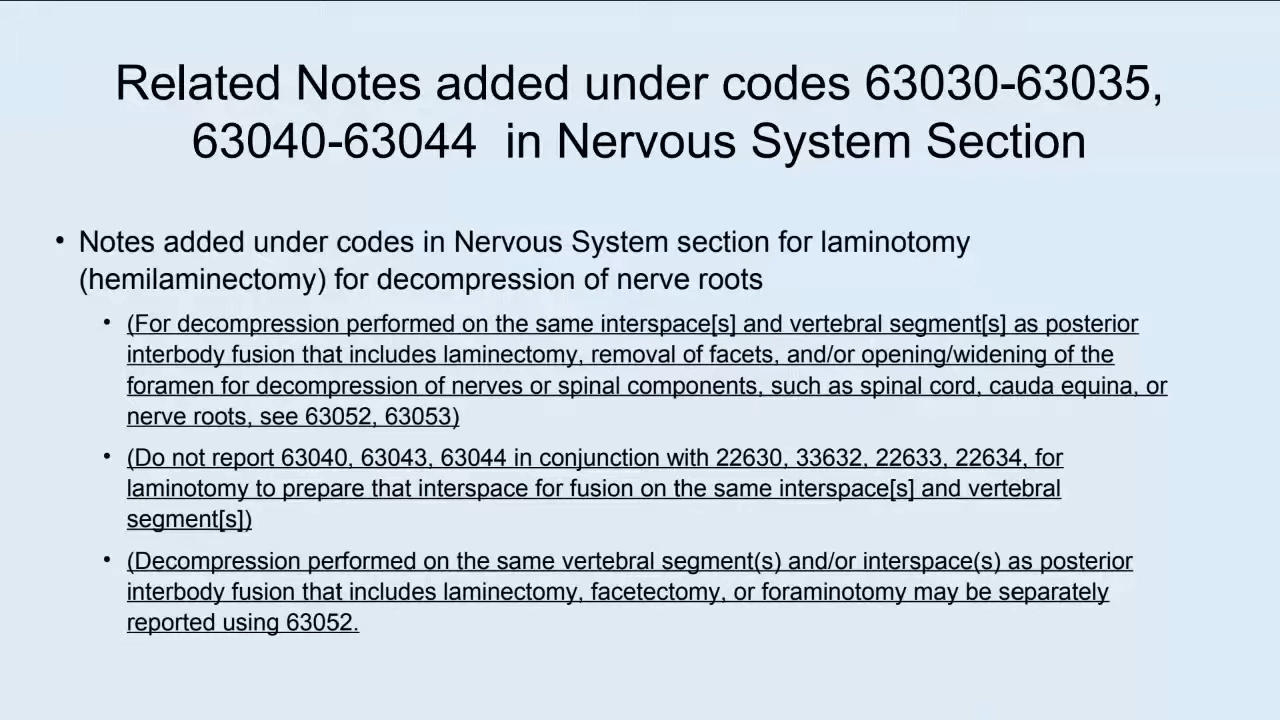 Related Notes added under codes 63030-63035,
63040-63044  in Nervous System Section
• Notes added under codes in Nervous System section for laminotomy
(hemilaminectomy) for decompression of nerve roots
• (For decompression performed on the same interspace[s] and vertebral segment[s] as posterior
interbody fusion that includes laminectomy, removal of facets, and/or opening/widening of the
foramen for decompression of nerves or spinal components, such as spinal cord, cauda equina, or
nerve roots, see 63052, 63053)
• (Do not report 63040, 63043, 63044 in conjunction with 22630, 33632, 22633, 22634, for
laminotomy to prepare that interspace for fusion on the same interspace[s] and vertebral
segment[s])
• (Decompression performed on the same vertebral segment(s) and/or interspace(s) as posterior
interbody fusion that includes laminectomy, facetectomy, or foraminotomy may be separately
reported using 63052.